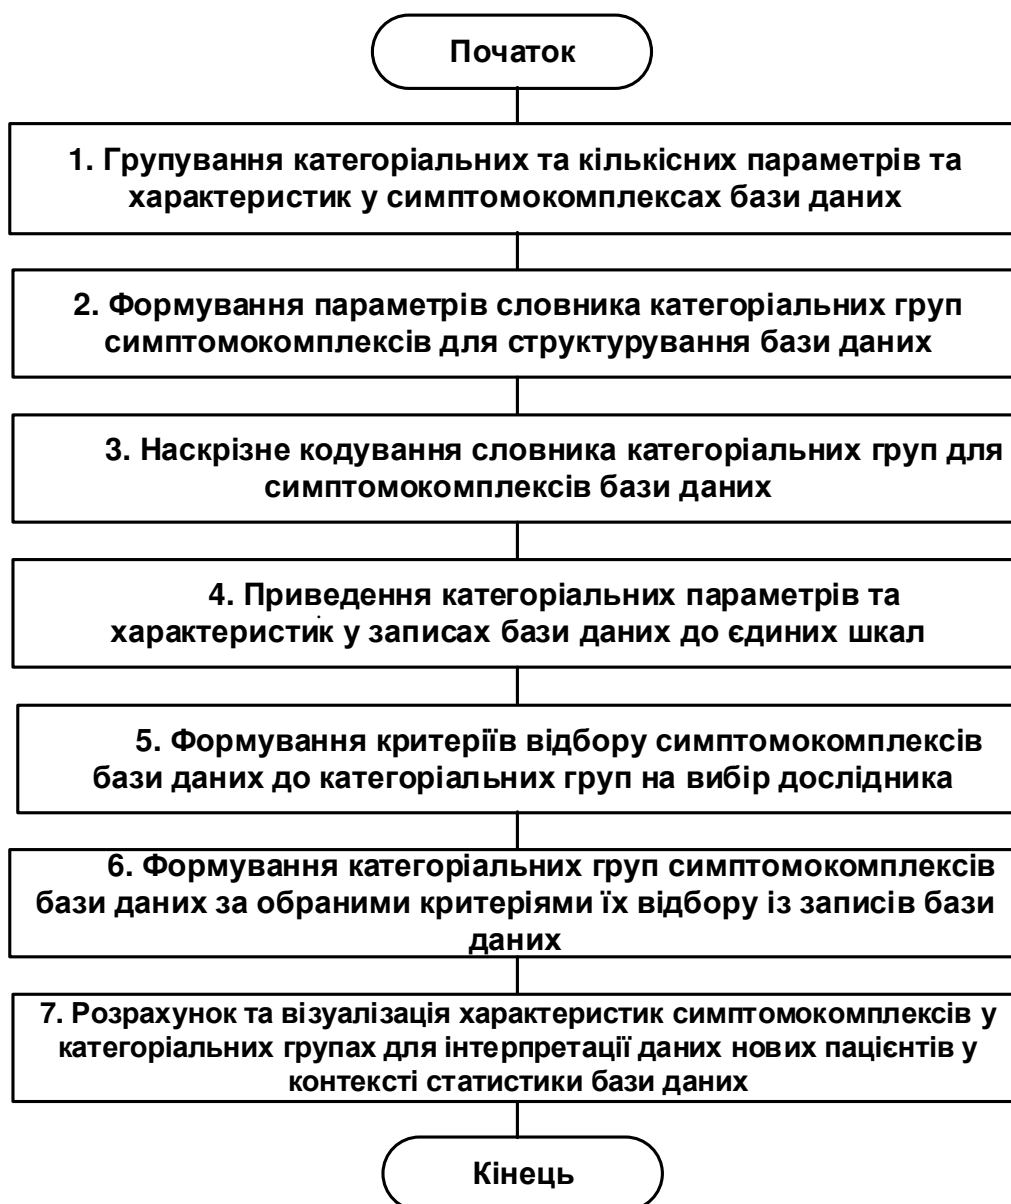 Початок
1. Групування категоріальних та кількісних параметрів та
характеристик у симптомокомплексах бази даних
2. Формування параметрів словника категоріальних груп
симптомокомплексів для структурування бази даних
3. Наскрізне кодування словника категоріальних груп для
симптомокомплексів бази даних
4. Приведення категоріальних параметрів та
характеристик у записах бази даних до єдиних шкал
5. Формування критеріїв відбору симптомокомплексів
бази даних до категоріальних груп на вибір дослідника
6. Формування категоріальних груп симптомокомплексів
бази даних за обраними критеріями їх відбору із записів бази
даних
7. Розрахунок та візуалізація характеристик симптомокомплексів у
категоріальних групах для інтерпретації даних нових пацієнтів у
контексті статистики бази даних
Кінець